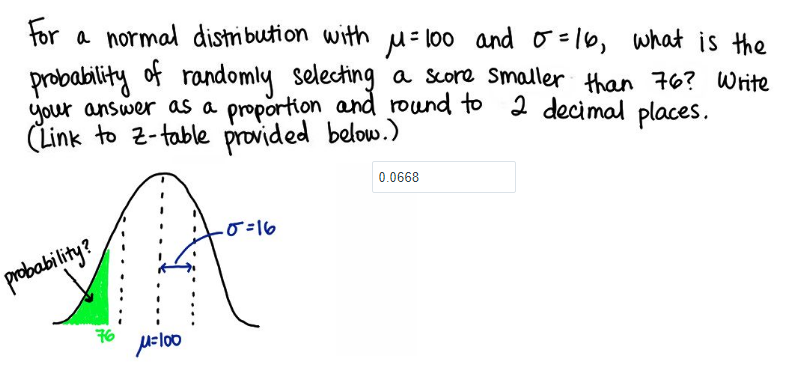 For a normal distribution with μ=100 and σ=16, what is the
probability of randomly selecting a score smaller than 76? Write
your answer as a proportion and round to 2 decimal places.
(Link to Z-table provided below.)
0.0668
σ=16
probability?
76
μ=100